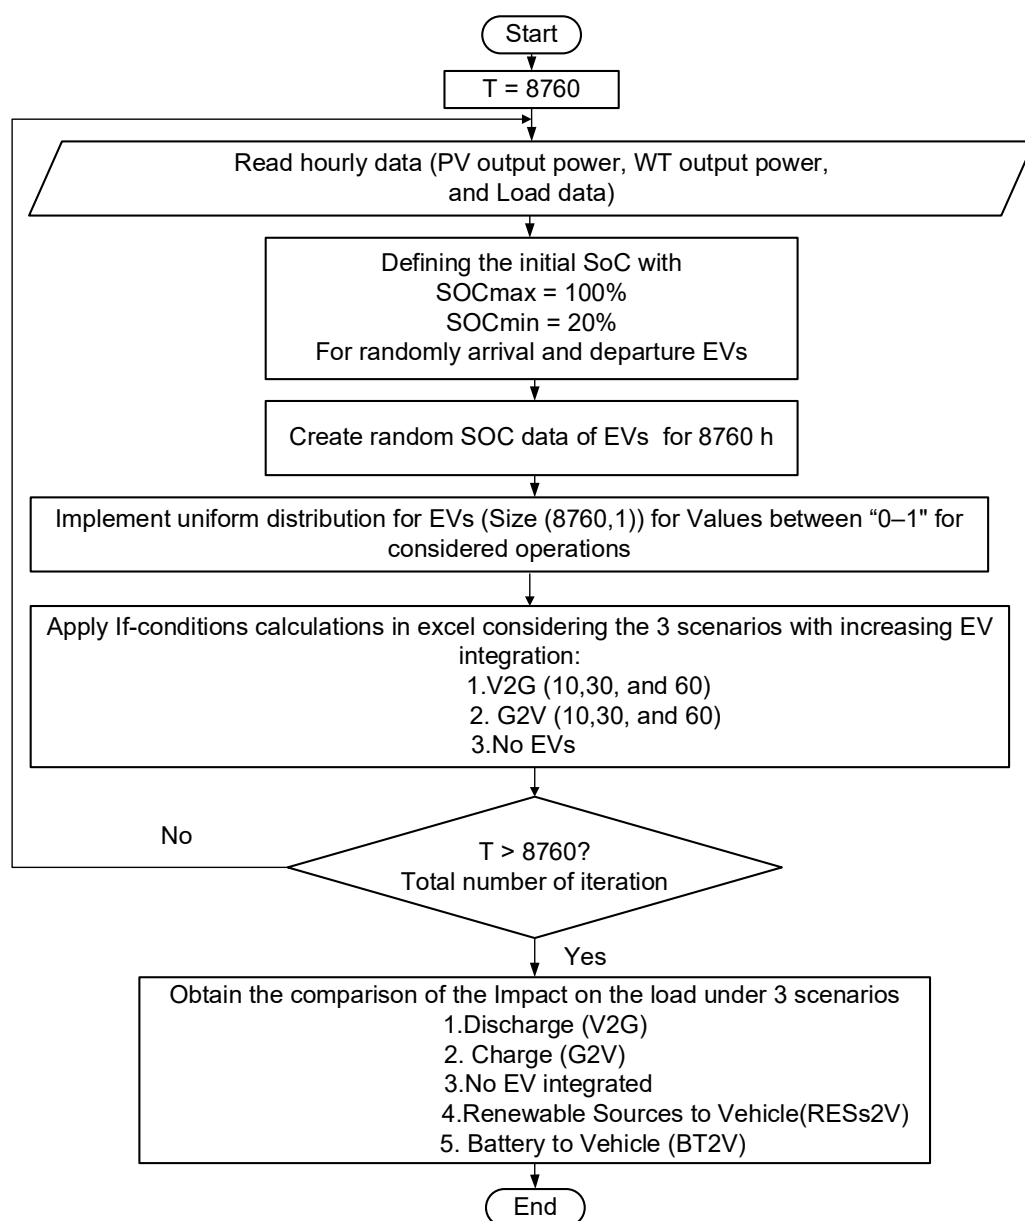 Start
T = 8760
Read hourly data (PV output power, WT output power,
and Load data)
Defining the initial SoC with
SOCmax = 100%
SOCmin = 20%
For randomly arrival and departure EVs
Create random SOC data of EVs  for 8760 h
Implement uniform distribution for EVs (Size (8760,1)) for Values between “0–1" for
considered operations
Apply If-conditions calculations in excel considering the 3 scenarios with increasing EV
integration:
1.V2G (10,30, and 60)
2. G2V (10,30, and 60)
3.No EVs
No
T > 8760?
Total number of iteration
Yes
Obtain the comparison of the Impact on the load under 3 scenarios
1.Discharge (V2G)
2. Charge (G2V)
3.No EV integrated
4.Renewable Sources to Vehicle(RESs2V)
5. Battery to Vehicle (BT2V)
End